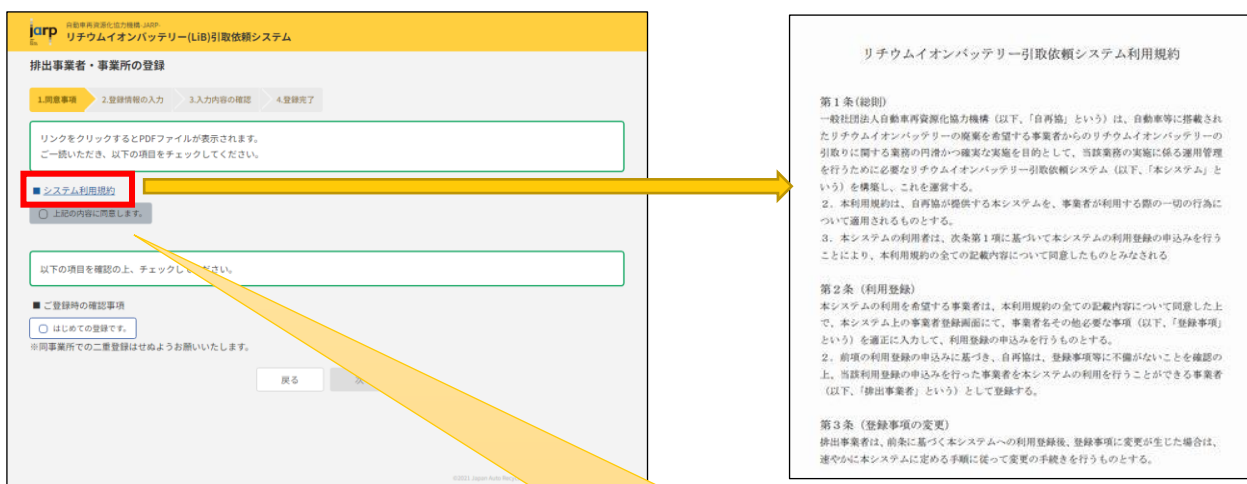 jarp
自動車再資源化協力機構 -JARP-
リチウムイオンバッテリー(LiB)引取依頼システム
排出事業者・事業所の登録
1.同意事項 2.登録情報の入力 3.入力内容の確認 4.登録完了
リンクをクリックするとPDFファイルが表示されます。
ご一読いただき、以下の項目をチェックしてください。
■ システム利用規約
上記の内容に同意します。
以下の項目を確認の上、チェックしてください。
■ ご登録時の確認事項
はじめての登録です。
※同事業所での二重登録はせぬようお願いいたします。
戻る
©2021 Japan Auto
リチウムイオンバッテリー引取依頼システム利用規約
第1条(総則)
一般社団法人自動車再資源化協力機構（以下、「自再協」という）は、自動車等に搭載され
たリチウムイオンバッテリーの廃棄を希望する事業者からのリチウムイオンバッテリーの
引取りに関する業務の円滑かつ確実な実施を目的として、当該業務の実施に係る運用管理
を行うために必要なリチウムイオンバッテリー引取依頼システム（以下、「本システム」と
いう）を構築し、これを運営する。
2．本利用規約は、自再協が提供する本システムを、事業者が利用する際の一切の行為に
ついて適用されるものとする。
3．本システムの利用者は、次条第1項に基づいて本システムの利用登録の申込みを行う
ことにより、本利用規約の全ての記載内容について同意したものとみなされる
第2条（利用登録）
本システムの利用を希望する事業者は、本利用規約の全ての記載内容について同意した上
で、本システム上の事業者登録画面にて、事業者名その他必要な事項（以下、「登録事項」
という）を適正に入力して、利用登録の申込みを行うものとする。
2．前項の利用登録の申込みに基づき、自再協は、登録事項等に不備がないことを確認の
上、当該利用登録の申込みを行った事業者を本システムの利用を行うことができる事業者
（以下、「排出事業者」という）として登録する。
第3条（登録事項の変更）
排出事業者は、前条に基づく本システムへの利用登録後、登録事項に変更が生じた場合は、
速やかに本システムに定める手順に従って変更の手続きを行うものとする。